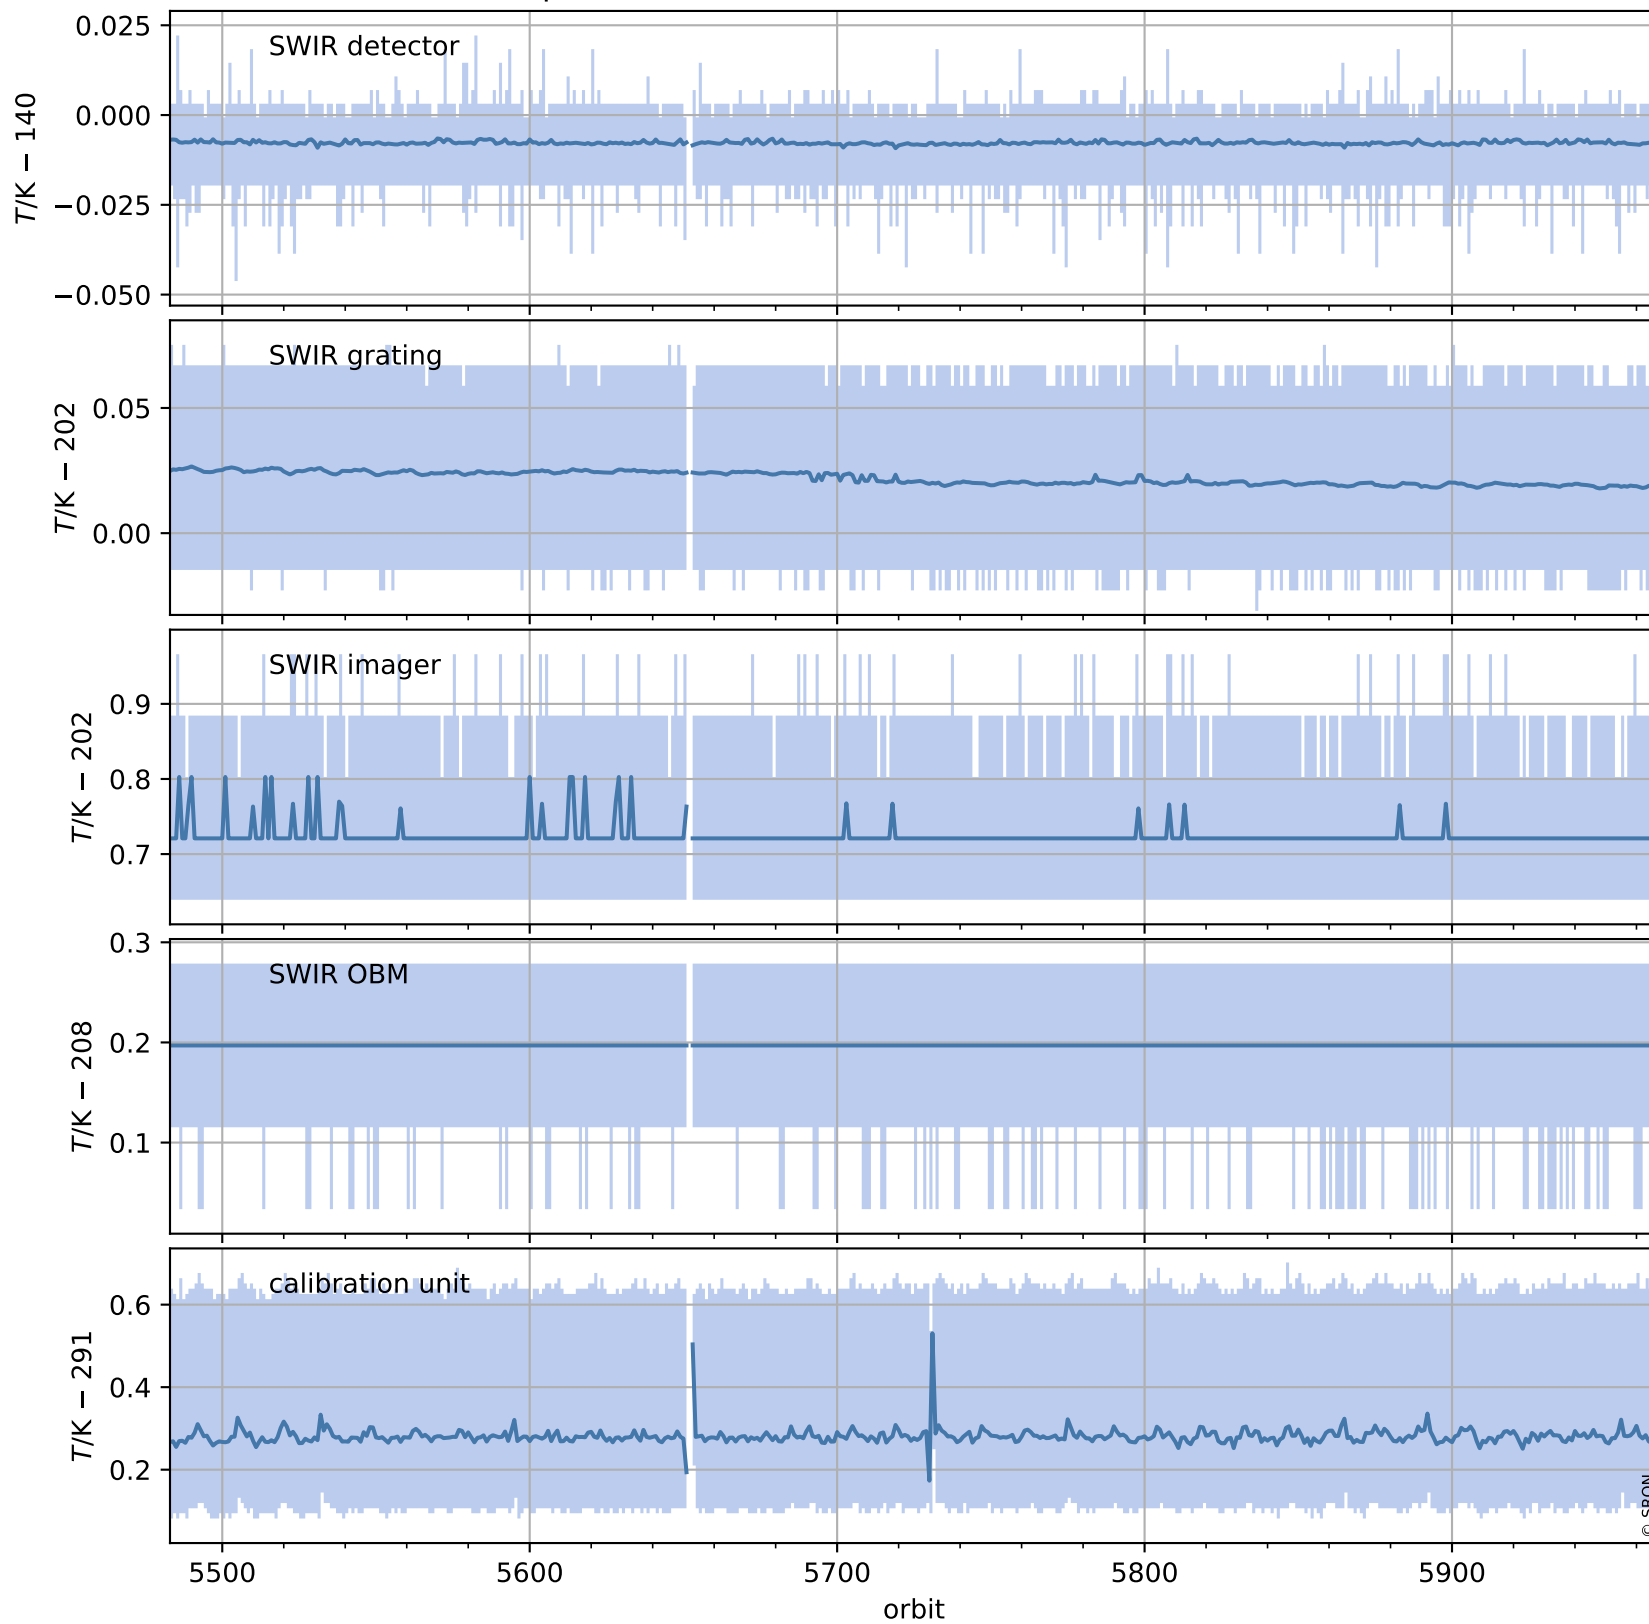 0.025
SWIR detector
0.000
−0.025
−0.050
T/K − 140
SWIR grating
0.05
0.00
T/K − 202
SWIR imager
0.9
0.8
0.7
T/K − 202
0.3
SWIR OBM
0.2
0.1
T/K − 208
calibration unit
0.6
0.4
0.2
T/K − 291
© SRON
5500 5600 5700 5800 5900
orbit